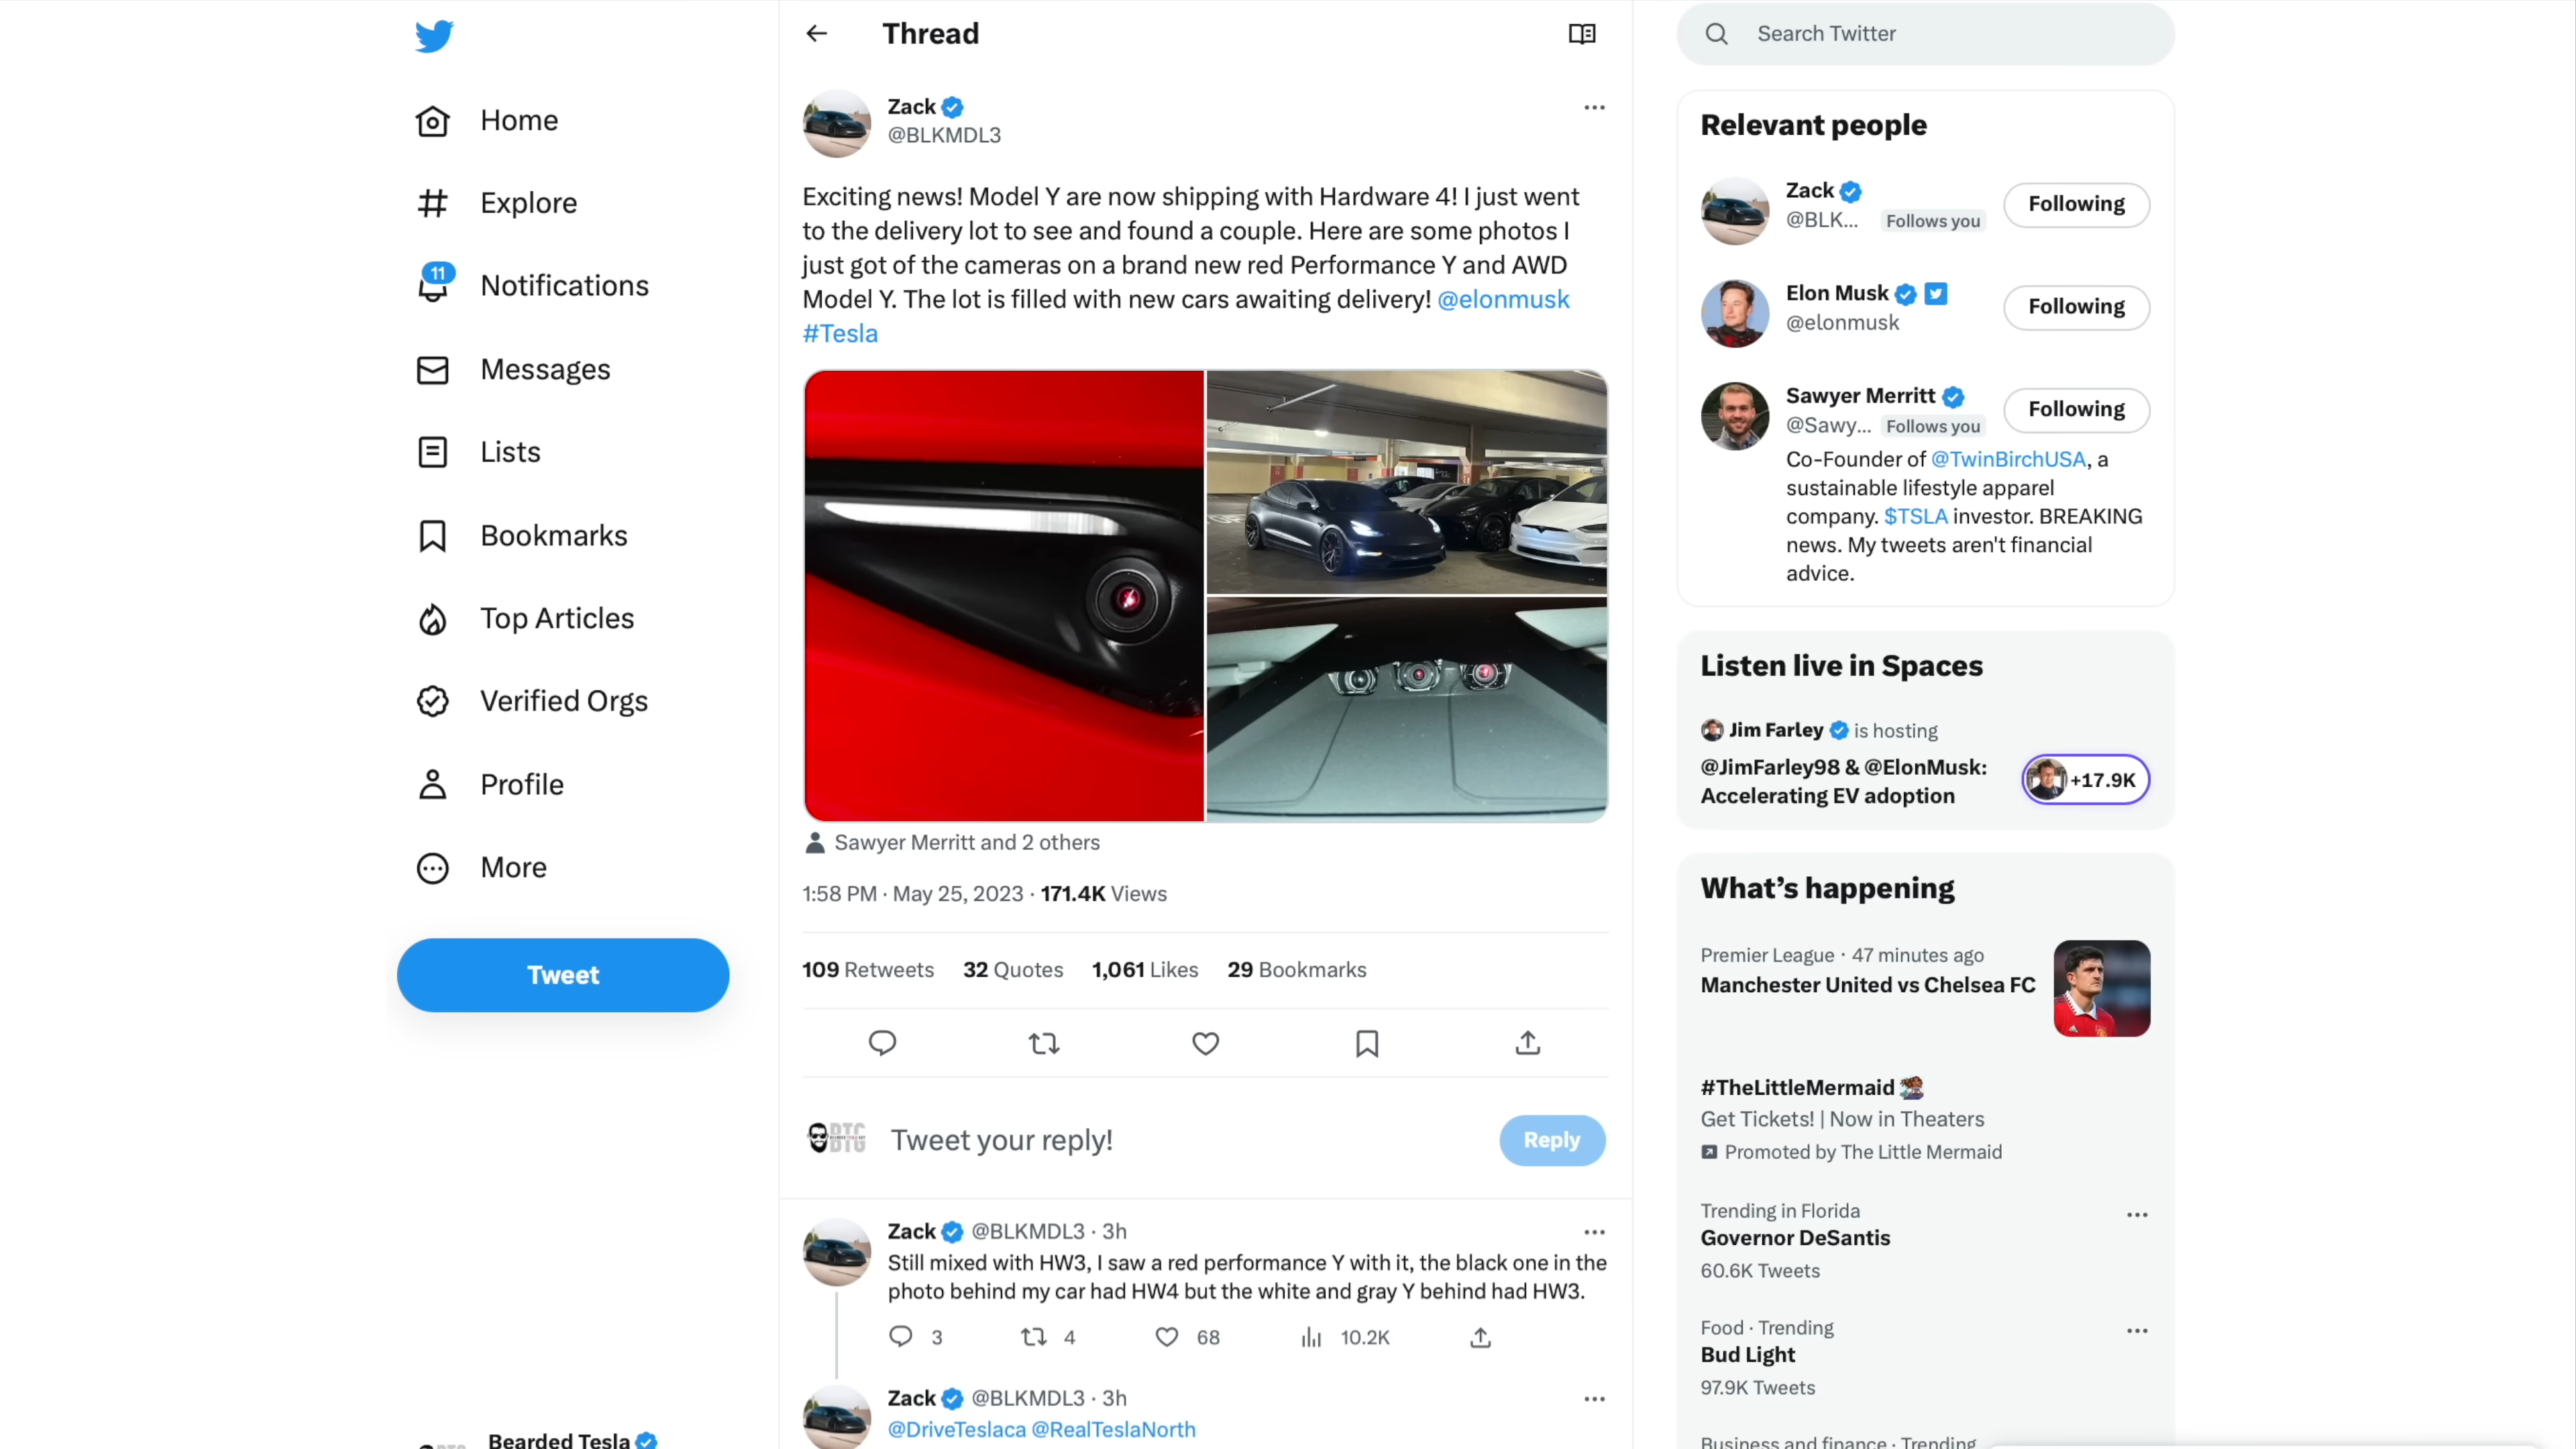 Home
Explore
11
Notifications
Messages
Lists
Bookmarks
Top Articles
Verified Orgs
Profile
More
Tweet
Bearded Tesla
Thread
Zack
@BLKMDL3
Exciting news! Model Y are now shipping with Hardware 4! I just went
to the delivery lot to see and found a couple. Here are some photos I
just got of the cameras on a brand new red Performance Y and AWD
Model Y. The lot is filled with new cars awaiting delivery! @elonmusk
#Tesla
Sawyer Merritt and 2 others
1:58 PM · May 25, 2023 · 171.4K Views
109 Retweets 32 Quotes 1,061 Likes 29 Bookmarks
BTG
Tweet your reply!
Reply
Zack @BLKMDL3 · 3h
Still mixed with HW3, I saw a red performance Y with it, the black one in the
photo behind my car had HW4 but the white and gray Y behind had HW3.
3 4 68 10.2K
Zack @BLKMDL3 · 3h
@DriveTeslaca @RealTeslaNorth
Search Twitter
Relevant people
Zack
@BLK... Follows you
Following
Elon Musk
@elonmusk
Following
Sawyer Merritt
@Sawy... Follows you
Following
Co-Founder of @TwinBirchUSA, a
sustainable lifestyle apparel
company. $TSLA investor. BREAKING
news. My tweets aren't financial
advice.
Listen live in Spaces
Jim Farley is hosting
@JimFarley98 & @ElonMusk:
Accelerating EV adoption
+17.9K
What's happening
Premier League · 47 minutes ago
Manchester United vs Chelsea FC
#TheLittleMermaid
Get Tickets! | Now in Theaters
Promoted by The Little Mermaid
Trending in Florida
Governor DeSantis
60.6K Tweets
Food · Trending
Bud Light
97.9K Tweets
Business and finance · Trending